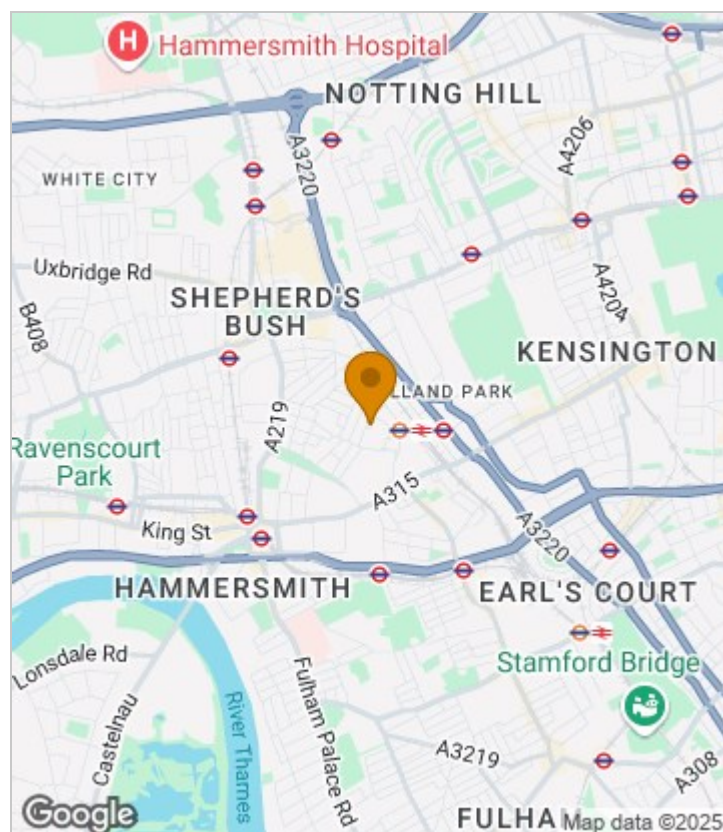 Hammersmith Hospital
NOTTING HILL
A4206
A3220
WHITE CITY
Uxbridge Rd
A4204
B408
SHEPHERD'S
BUSH
KENSINGTON
LLAND PARK
A219
Ravenscourt
Park
A315
King St
A3220
HAMMERSMITH
EARL'S COURT
Lonsdale Rd
Stamford Bridge
Castelnau
River Thames
Fulham Palace Rd
A3219
A308
Google
FULHA
Map data ©2025